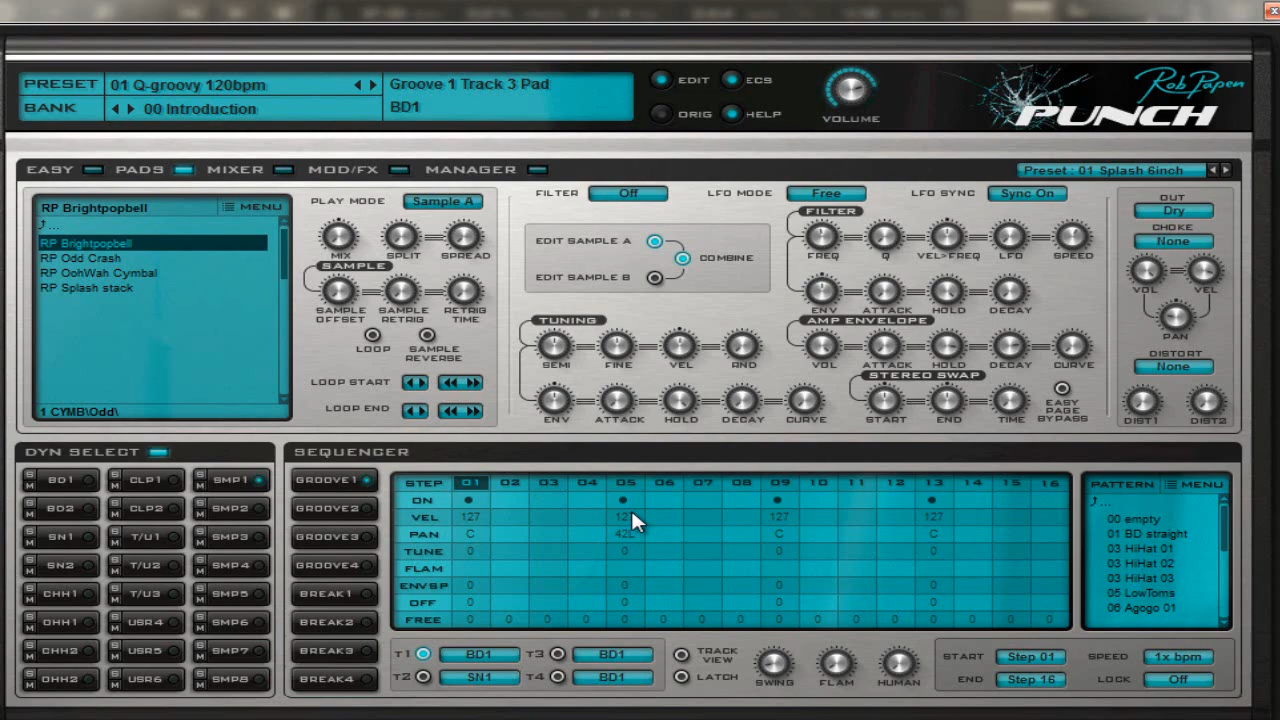 PRESET 01 Q-groovy 120bpm Groove 1 Track 3 Pad
BANK 00 Introduction BD1
EDIT ECS
ORIG HELP
VOLUME
Rob Papen
PUNCH
EASY PADS MIXER MOD/FX MANAGER Preset: 01 Splash 6inch
RP Brightpopbell MENU
...
RP Brightpopbell
RP Odd Crash
RP OohWah Cymbal
RP Splash stack
1 CYMB\Odd\
PLAY MODE Sample A
MIX SPLIT SPREAD
SAMPLE
SAMPLE OFFSET SAMPLE RETRIG RETRIG TIME
LOOP SAMPLE REVERSE
LOOP START
LOOP END
FILTER Off LFO MODE Free LFO SYNC Sync On
EDIT SAMPLE A
COMBINE
EDIT SAMPLE B
FILTER
FREQ Q VEL>FREQ LFO SPEED
ENV ATTACK HOLD DECAY
TUNING
SEMI FINE VEL RND
ENV ATTACK HOLD DECAY CURVE
AMP ENVELOPE
VOL ATTACK HOLD DECAY CURVE
STEREO SWAP
START END TIME
EASY PAGE BYPASS
OUT
Dry
CHOKE
None
VOL VEL
PAN
DISTORT
None
DIST1 DIST2
DYN SELECT
S M BD1 S M CLP1 S M SMP1
S M BD2 S M CLP2 S M SMP2
S M SN1 S M T/U1 S M SMP3
S M SN2 S M T/U2 S M SMP4
S M CHH1 S M T/U3 S M SMP5
S M OHH1 S M USR4 S M SMP6
S M CHH2 S M USR5 S M SMP7
S M OHH2 S M USR6 S M SMP8
SEQUENCER
GROOVE1
GROOVE2
GROOVE3
GROOVE4
BREAK1
BREAK2
BREAK3
BREAK4
STEP 01 02 03 04 05 06 07 08 09 10 11 12 13 14 15 16
ON
VEL 127 127 127 127
PAN C 42L C C
TUNE 0 0 0 0
FLAM
ENVSP 0 0 0 0
OFF 0 0 0 0
FREE 0 0 0 0 0 0 0 0 0 0 0 0 0 0 0 0
PATTERN MENU
...
00 empty
01 BD straight
03 HiHat 01
03 HiHat 02
03 HiHat 03
05 LowToms
06 Agogo 01
T1 BD1 T3 BD1
T2 SN1 T4 BD1
TRACK VIEW
LATCH
SWING FLAM HUMAN
START Step 01 SPEED 1x bpm
END Step 16 LOCK Off